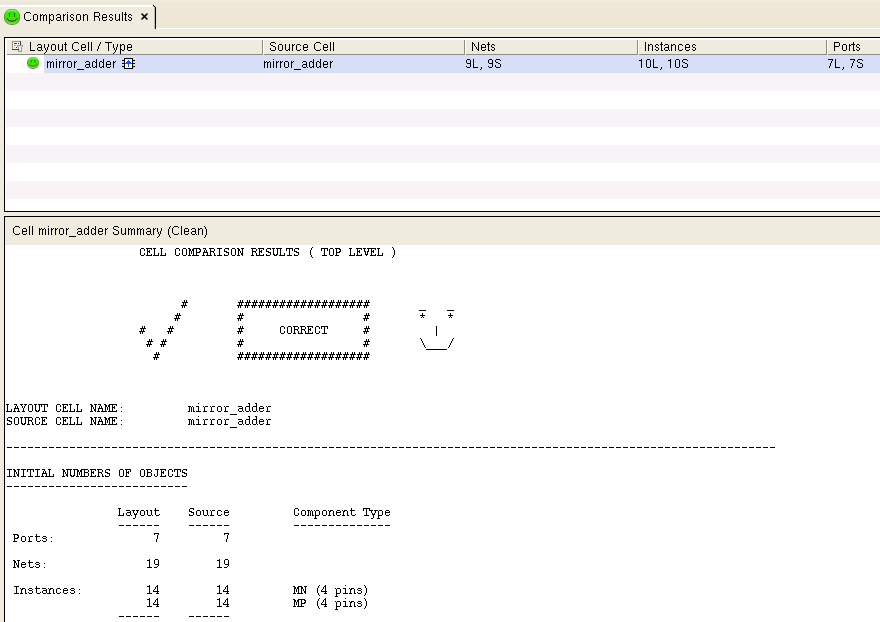 Comparison Results ×
Layout Cell / Type Source Cell Nets Instances Ports
mirror_adder mirror_adder 9L, 9S 10L, 10S 7L, 7S
Cell mirror_adder Summary (Clean)
CELL COMPARISON RESULTS ( TOP LEVEL )
# ################### _ _
# # # * *
# # # CORRECT # |
# # # # \___/
# ###################
LAYOUT CELL NAME: mirror_adder
SOURCE CELL NAME: mirror_adder
--------------------------------------------------------------------------------------------------------------
INITIAL NUMBERS OF OBJECTS
--------------------------
Layout Source Component Type
------ ------ --------------
Ports: 7 7
Nets: 19 19
Instances: 14 14 MN (4 pins)
14 14 MP (4 pins)
------ ------